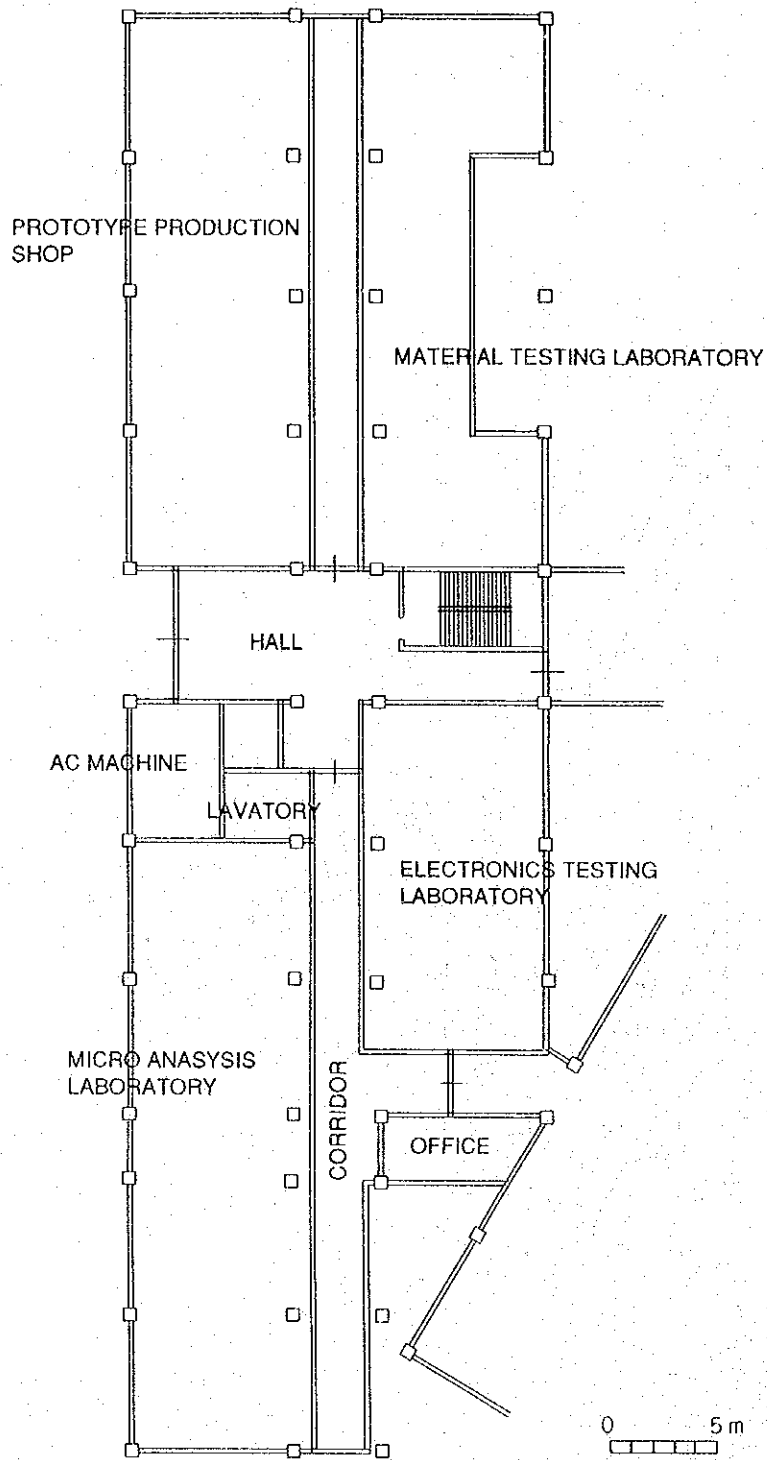 PROTOTYPE PRODUCTION
SHOP
MATERIAL TESTING LABORATORY
HALL
AC MACHINE
LAVATORY
ELECTRONICS TESTING
LABORATORY
MICRO ANASYSIS
LABORATORY
CORRIDOR
OFFICE
0 5 m